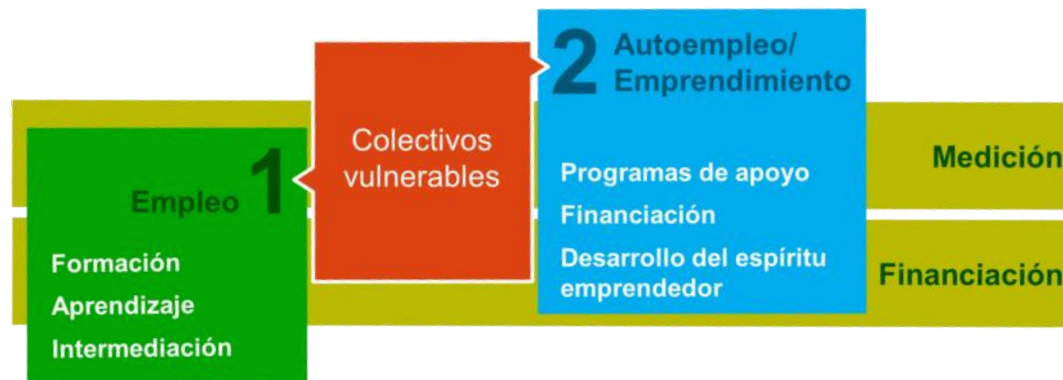 Empleo 1
Formación
Aprendizaje
Intermediación
Colectivos
vulnerables
2 Autoempleo/
Emprendimiento
Programas de apoyo
Financiación
Desarrollo del espíritu
emprendedor
Medición
Financiación